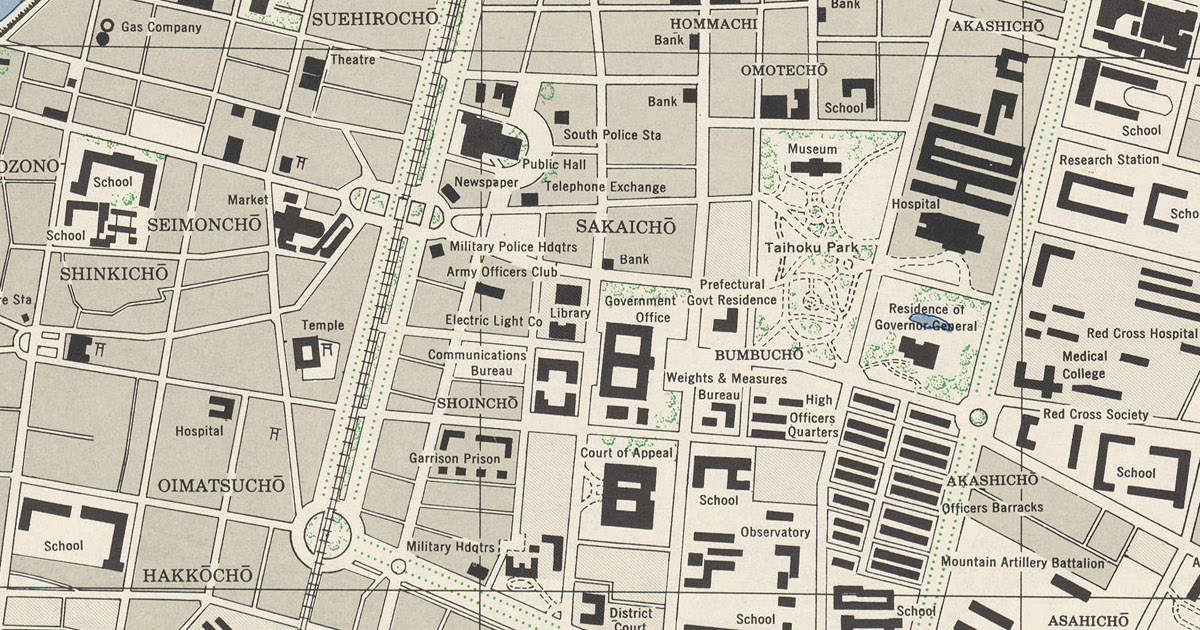 SUEHIROCHŌ
HOMMACHI
Bank
AKASHICHŌ
Gas Company
Bank
Theatre
OMOTECHŌ
Bank
School
School
South Police Sta
Public Hall
Museum
Research Station
OZONO
School
Newspaper
Telephone Exchange
Market
Hospital
School
SEIMONCHŌ
SAKAICHŌ
Military Police Hdqtrs
Taihoku Park
SHINKICHŌ
Bank
Army Officers Club
Prefectural
Govt Residence
re Sta
Government
Office
Library
Residence of
Governor General
Electric Light Co
Temple
Red Cross Hospital
Communications
Bureau
BUMBUCHŌ
Medical
College
Weights & Measures
Bureau
SHOINCHŌ
High
Officers
Quarters
Red Cross Society
Hospital
Garrison Prison
Court of Appeal
School
School
OIMATSUCHŌ
AKASHICHŌ
Officers Barracks
School
Military Hdqtrs
Observatory
Mountain Artillery Battalion
HAKKŌCHŌ
District
Court
School
School
ASAHICHŌ